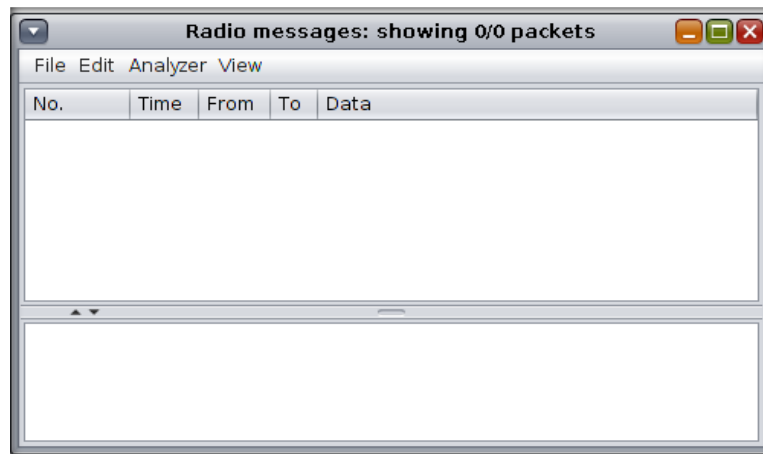 Radio messages: showing 0/0 packets
File Edit Analyzer View
No. Time From To Data